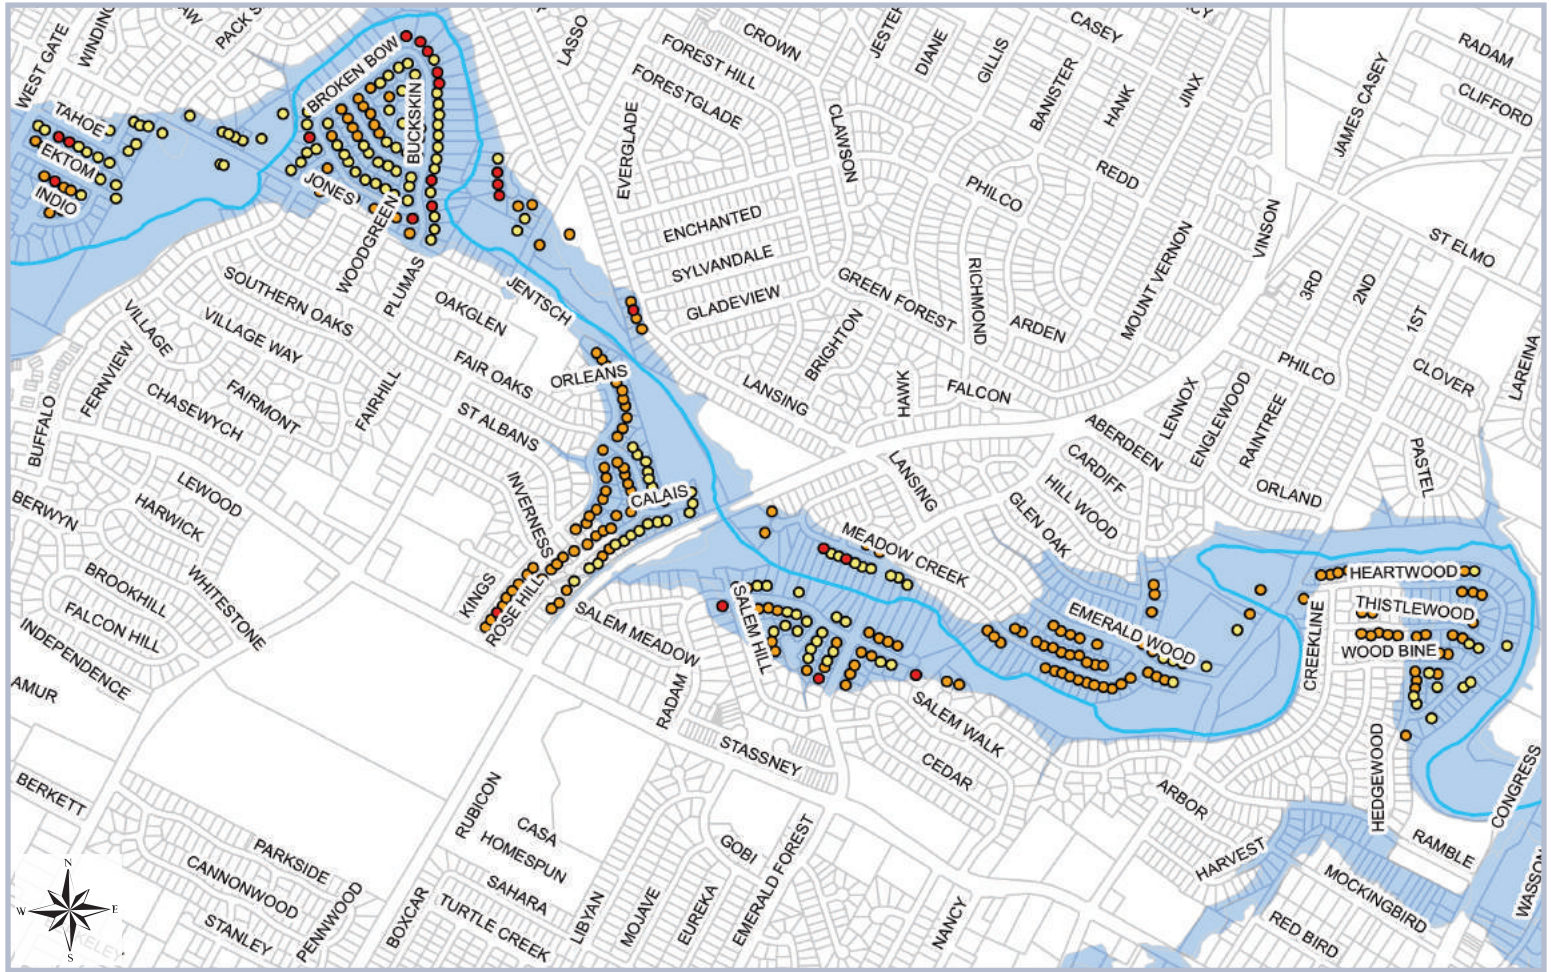 WEST GATE
WINDING
PACK S
LASSO
CROWN
FOREST HILL
FORESTGLADE
JESTER
DIANE
GILLIS
CASEY
BANISTER
HANK
JINX
JAMES CASEY
RADAM
CLIFFORD
BROKEN BOW
BUCKSKIN
TAHOE
EKTOM
INDIO
JONES
WOODGREEN
PLUMAS
EVERGLADE
CLAWSON
ENCHANTED
SYLVANDALE
GLADEVIEW
PHILCO
REDD
RICHMOND
GREEN FOREST
ARDEN
MOUNT VERNON
VINSON
ST ELMO
3RD
2ND
1ST
SOUTHERN OAKS
VILLAGE
VILLAGE WAY
OAKGLEN
JENTSCH
FAIR OAKS
ORLEANS
BRIGHTON
LANSING
HAWK
FALCON
PHILCO
CLOVER
LAREINA
FERNVIEW
CHASEWYCH
FAIRMONT
FAIRHILL
ST ALBANS
BUFFALO
LENNOX
ENGLEWOOD
RAINTREE
ABERDEEN
CARDIFF
HILL WOOD
GLEN OAK
LANSING
ORLAND
PASTEL
LEWOOD
HARWICK
BERWYN
INVERNESS
CALAIS
MEADOW CREEK
BROOKHILL
WHITESTONE
FALCON HILL
INDEPENDENCE
KINGS
ROSE HILL
SALEM MEADOW
SALEM HILL
EMERALD WOOD
HEARTWOOD
THISTLEWOOD
WOOD BINE
CREEKLINE
AMUR
RADAM
STASSNEY
SALEM WALK
CEDAR
ARBOR
HEDGEWOOD
CONGRESS
BERKETT
RUBICON
CASA
HOMESPUN
SAHARA
TURTLE CREEK
GOBI
EMERALD FOREST
HARVEST
RAMBLE
MOCKINGBIRD
RED BIRD
WASSON
PARKSIDE
CANNONWOOD
STANLEY
PENNWOOD
BOXCAR
LIBYAN
MOJAVE
EUREKA
NANCY
N
W
E
S